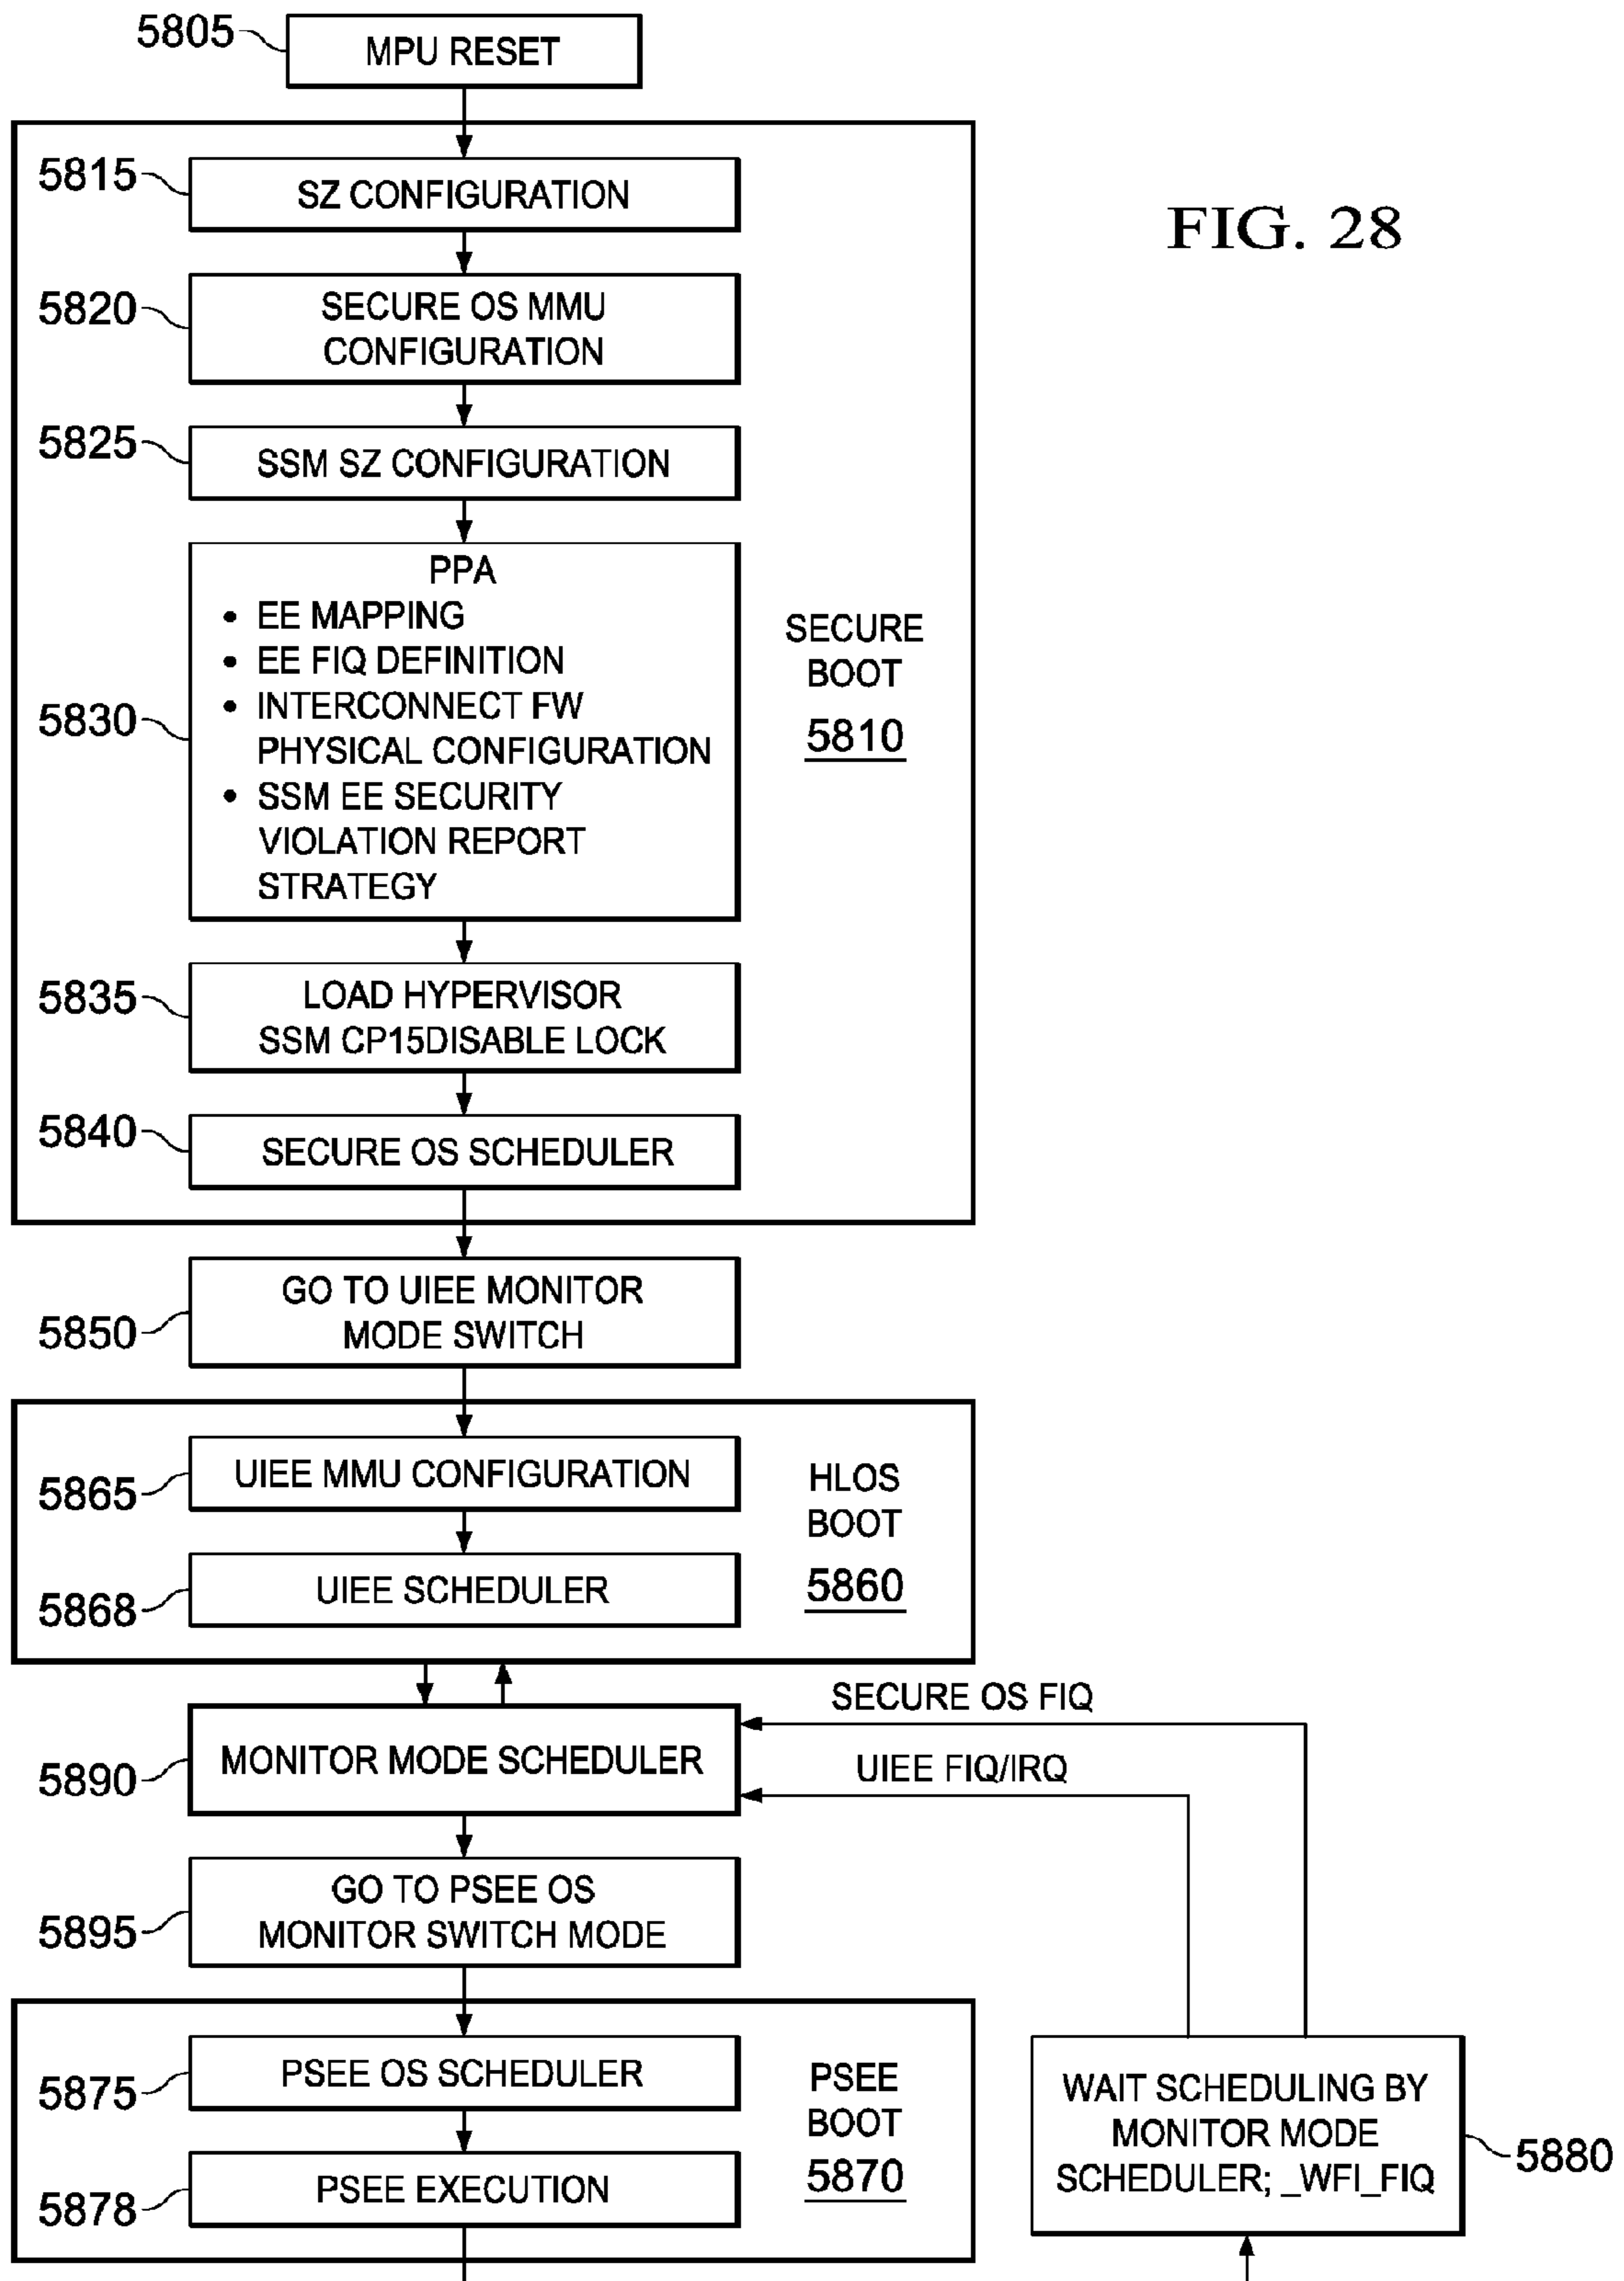 5805
MPU RESET
FIG. 28
5815
SZ CONFIGURATION
5820
SECURE OS MMU
CONFIGURATION
5825
SSM SZ CONFIGURATION
5830
PPA
• EE MAPPING
• EE FIQ DEFINITION
• INTERCONNECT FW
PHYSICAL CONFIGURATION
• SSM EE SECURITY
VIOLATION REPORT
STRATEGY
SECURE
BOOT
5810
5835
LOAD HYPERVISOR
SSM CP15DISABLE LOCK
5840
SECURE OS SCHEDULER
5850
GO TO UIEE MONITOR
MODE SWITCH
5865
UIEE MMU CONFIGURATION
5868
UIEE SCHEDULER
HLOS
BOOT
5860
SECURE OS FIQ
UIEE FIQ/IRQ
5890
MONITOR MODE SCHEDULER
5895
GO TO PSEE OS
MONITOR SWITCH MODE
5875
PSEE OS SCHEDULER
5878
PSEE EXECUTION
PSEE
BOOT
5870
WAIT SCHEDULING BY
MONITOR MODE
SCHEDULER; _WFI_FIQ
5880